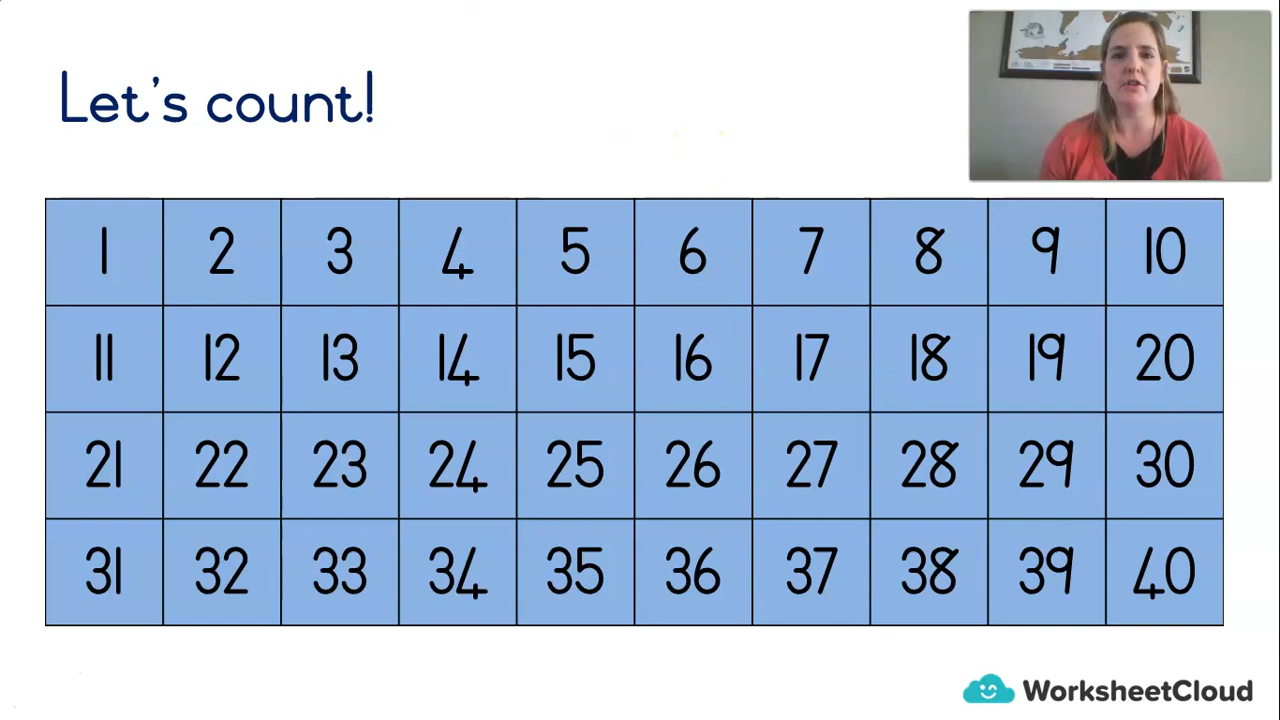 Let's count!
1 2 3 4 5 6 7 8 9 10
11 12 13 14 15 16 17 18 19 20
21 22 23 24 25 26 27 28 29 30
31 32 33 34 35 36 37 38 39 40
WorksheetCloud